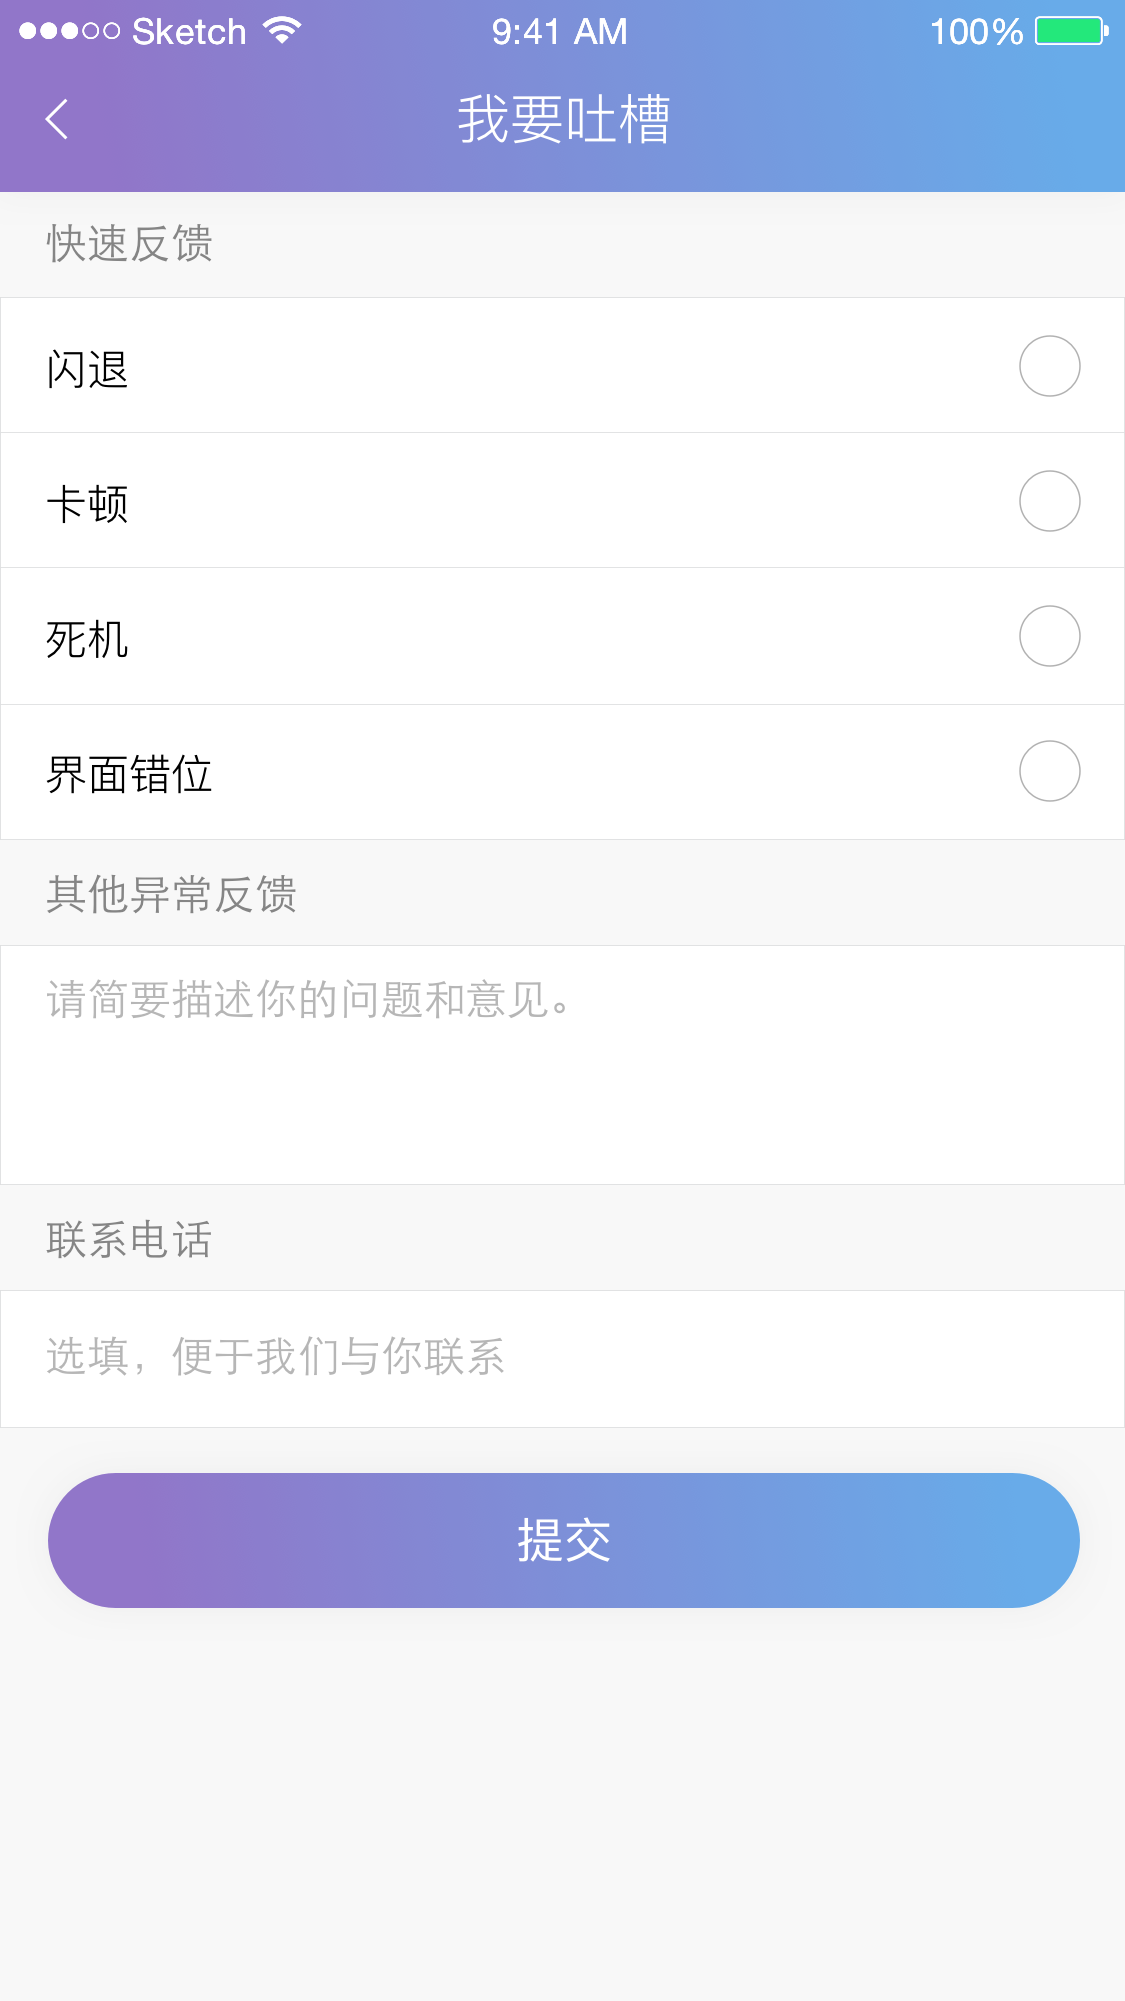 Sketch 9:41 AM 100%
我要吐槽
快速反馈
闪退
卡顿
死机
界面错位
其他异常反馈
请简要描述你的问题和意见。
联系电话
选填，便于我们与你联系
提交